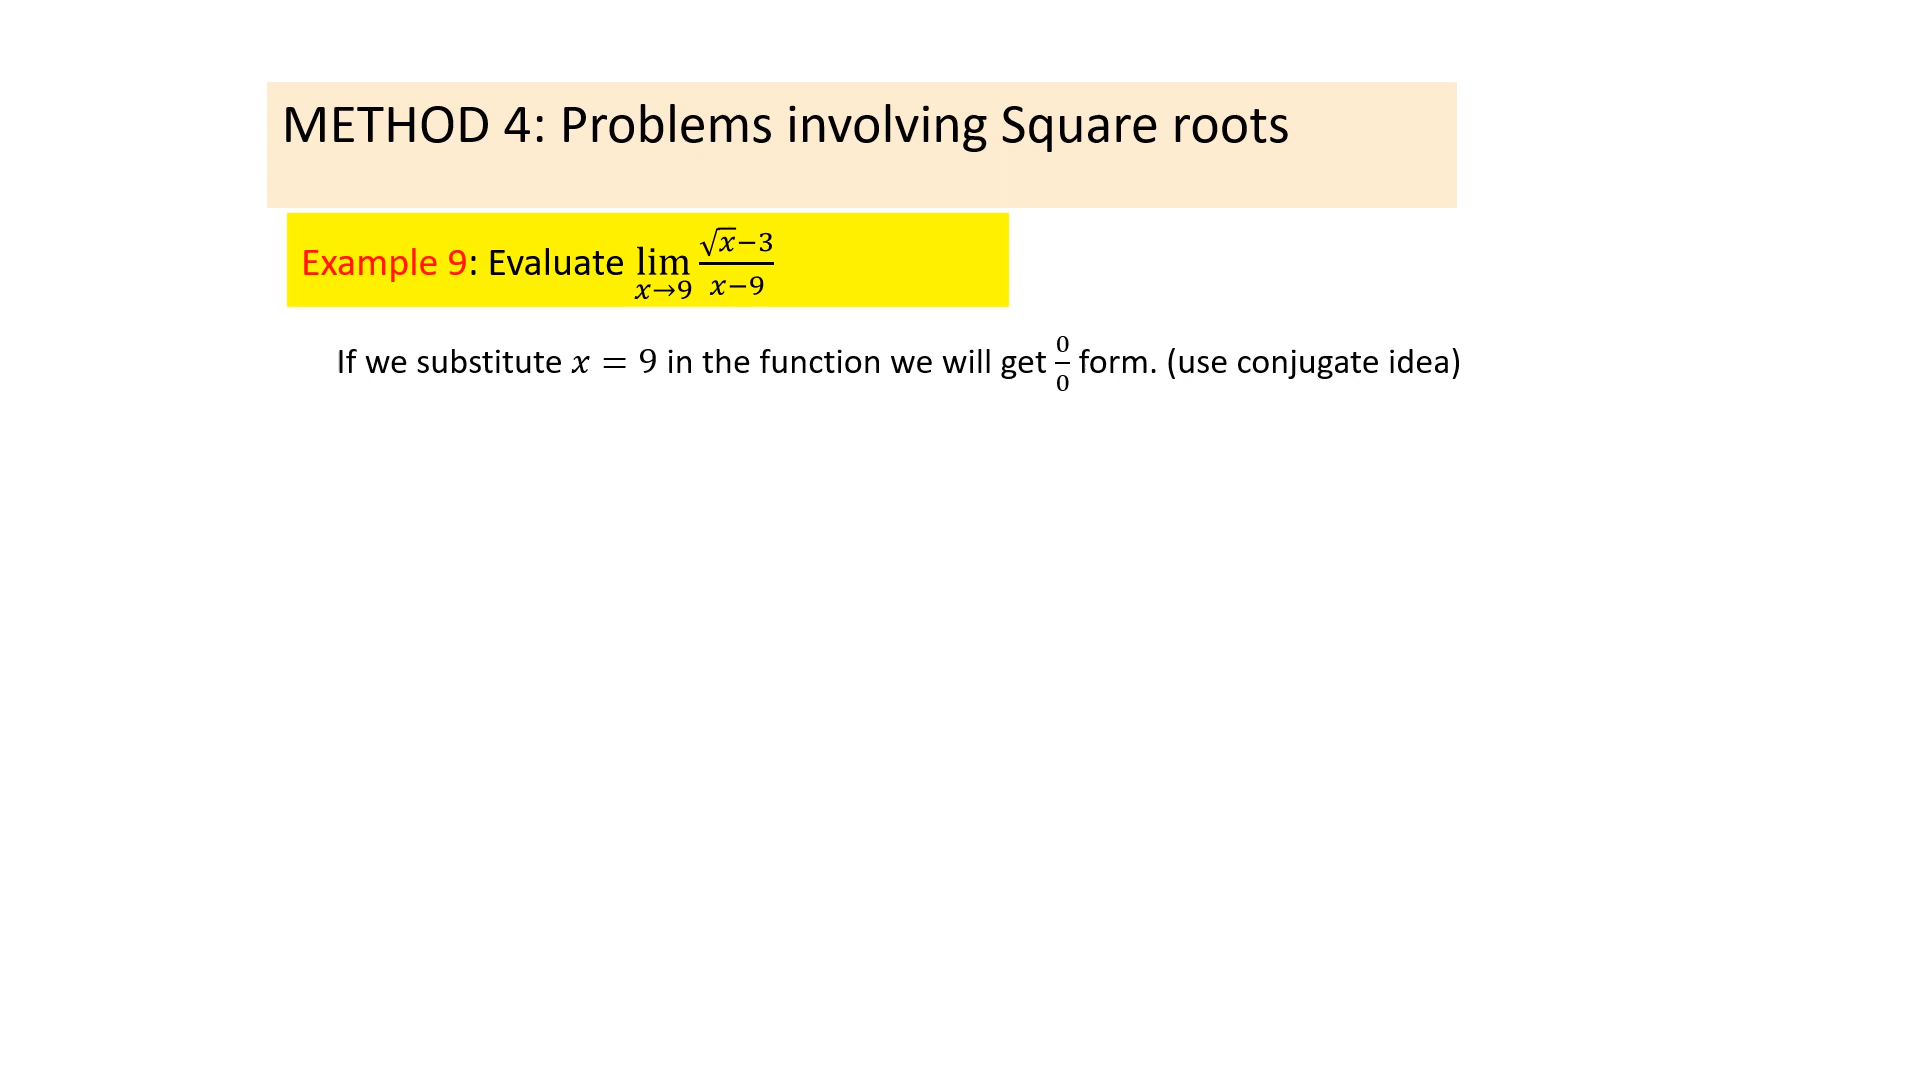 METHOD 4: Problems involving Square roots
Example 9: Evaluate lim x→9 √x−3 / x−9
If we substitute x = 9 in the function we will get 0/0 form. (use conjugate idea)